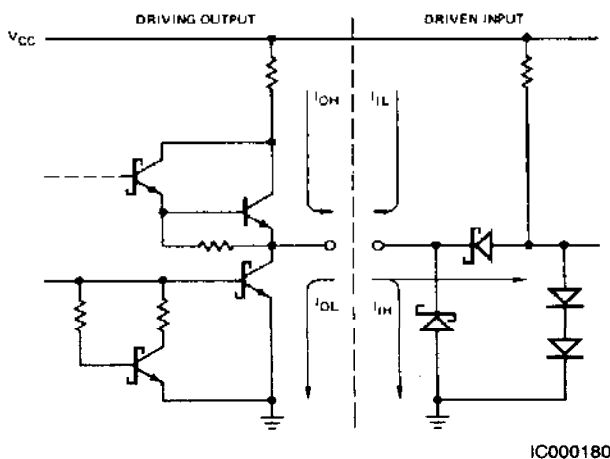 DRIVING OUTPUT
DRIVEN INPUT
VCC
IOH
IIL
IOL
IIH
IC000180